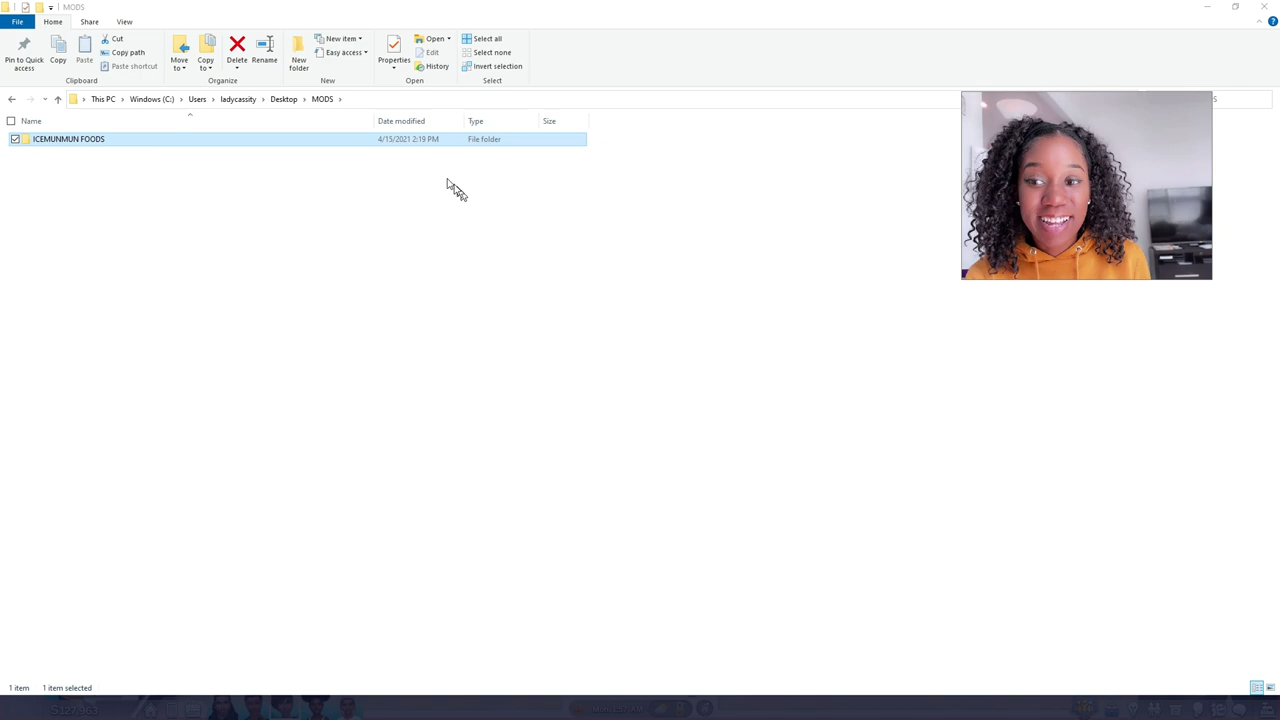 MODS
File Home Share View
Pin to Quick access
Copy
Paste
Cut
Copy path
Paste shortcut
Clipboard
Move to
Copy to
Delete
Rename
Organize
New folder
New item
Easy access
New
Properties
Open
Edit
History
Open
Select all
Select none
Invert selection
Select
This PC Windows (C:) Users ladycassity Desktop MODS
Name Date modified Type Size
ICEMUNMUN FOODS 4/15/2021 2:19 PM File folder
1 item 1 item selected